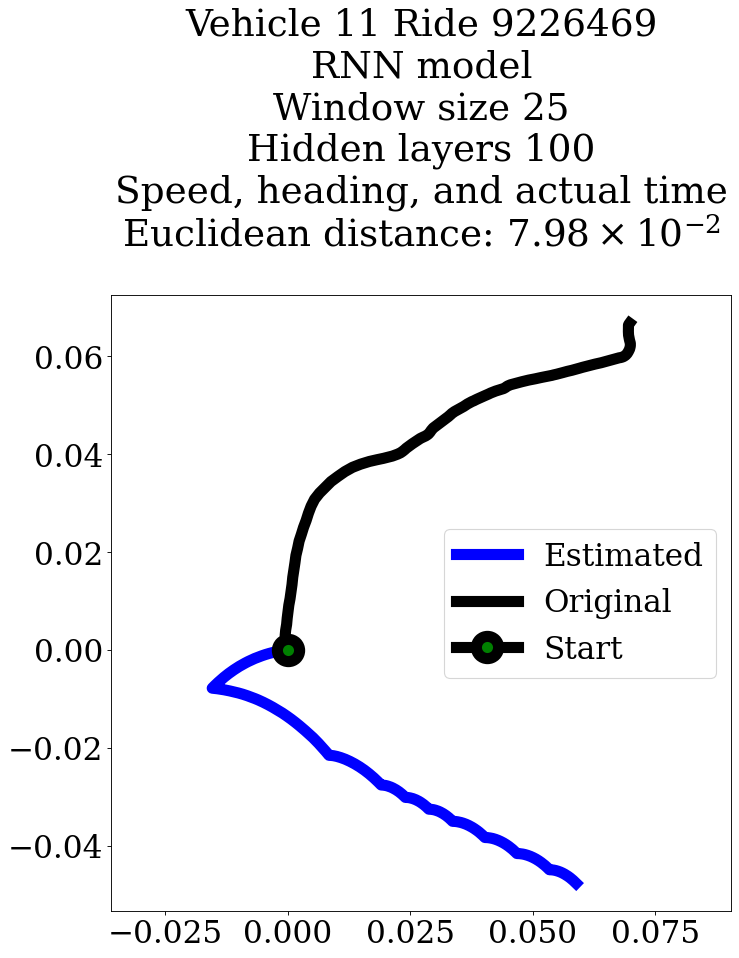 Vehicle 11 Ride 9226469
RNN model
Window size 25
Hidden layers 100
Speed, heading, and actual time
Euclidean distance: 7.98 × 10⁻²
0.06
0.04
0.02
0.00
−0.02
−0.04
Estimated
Original
Start
−0.025 0.000 0.025 0.050 0.075